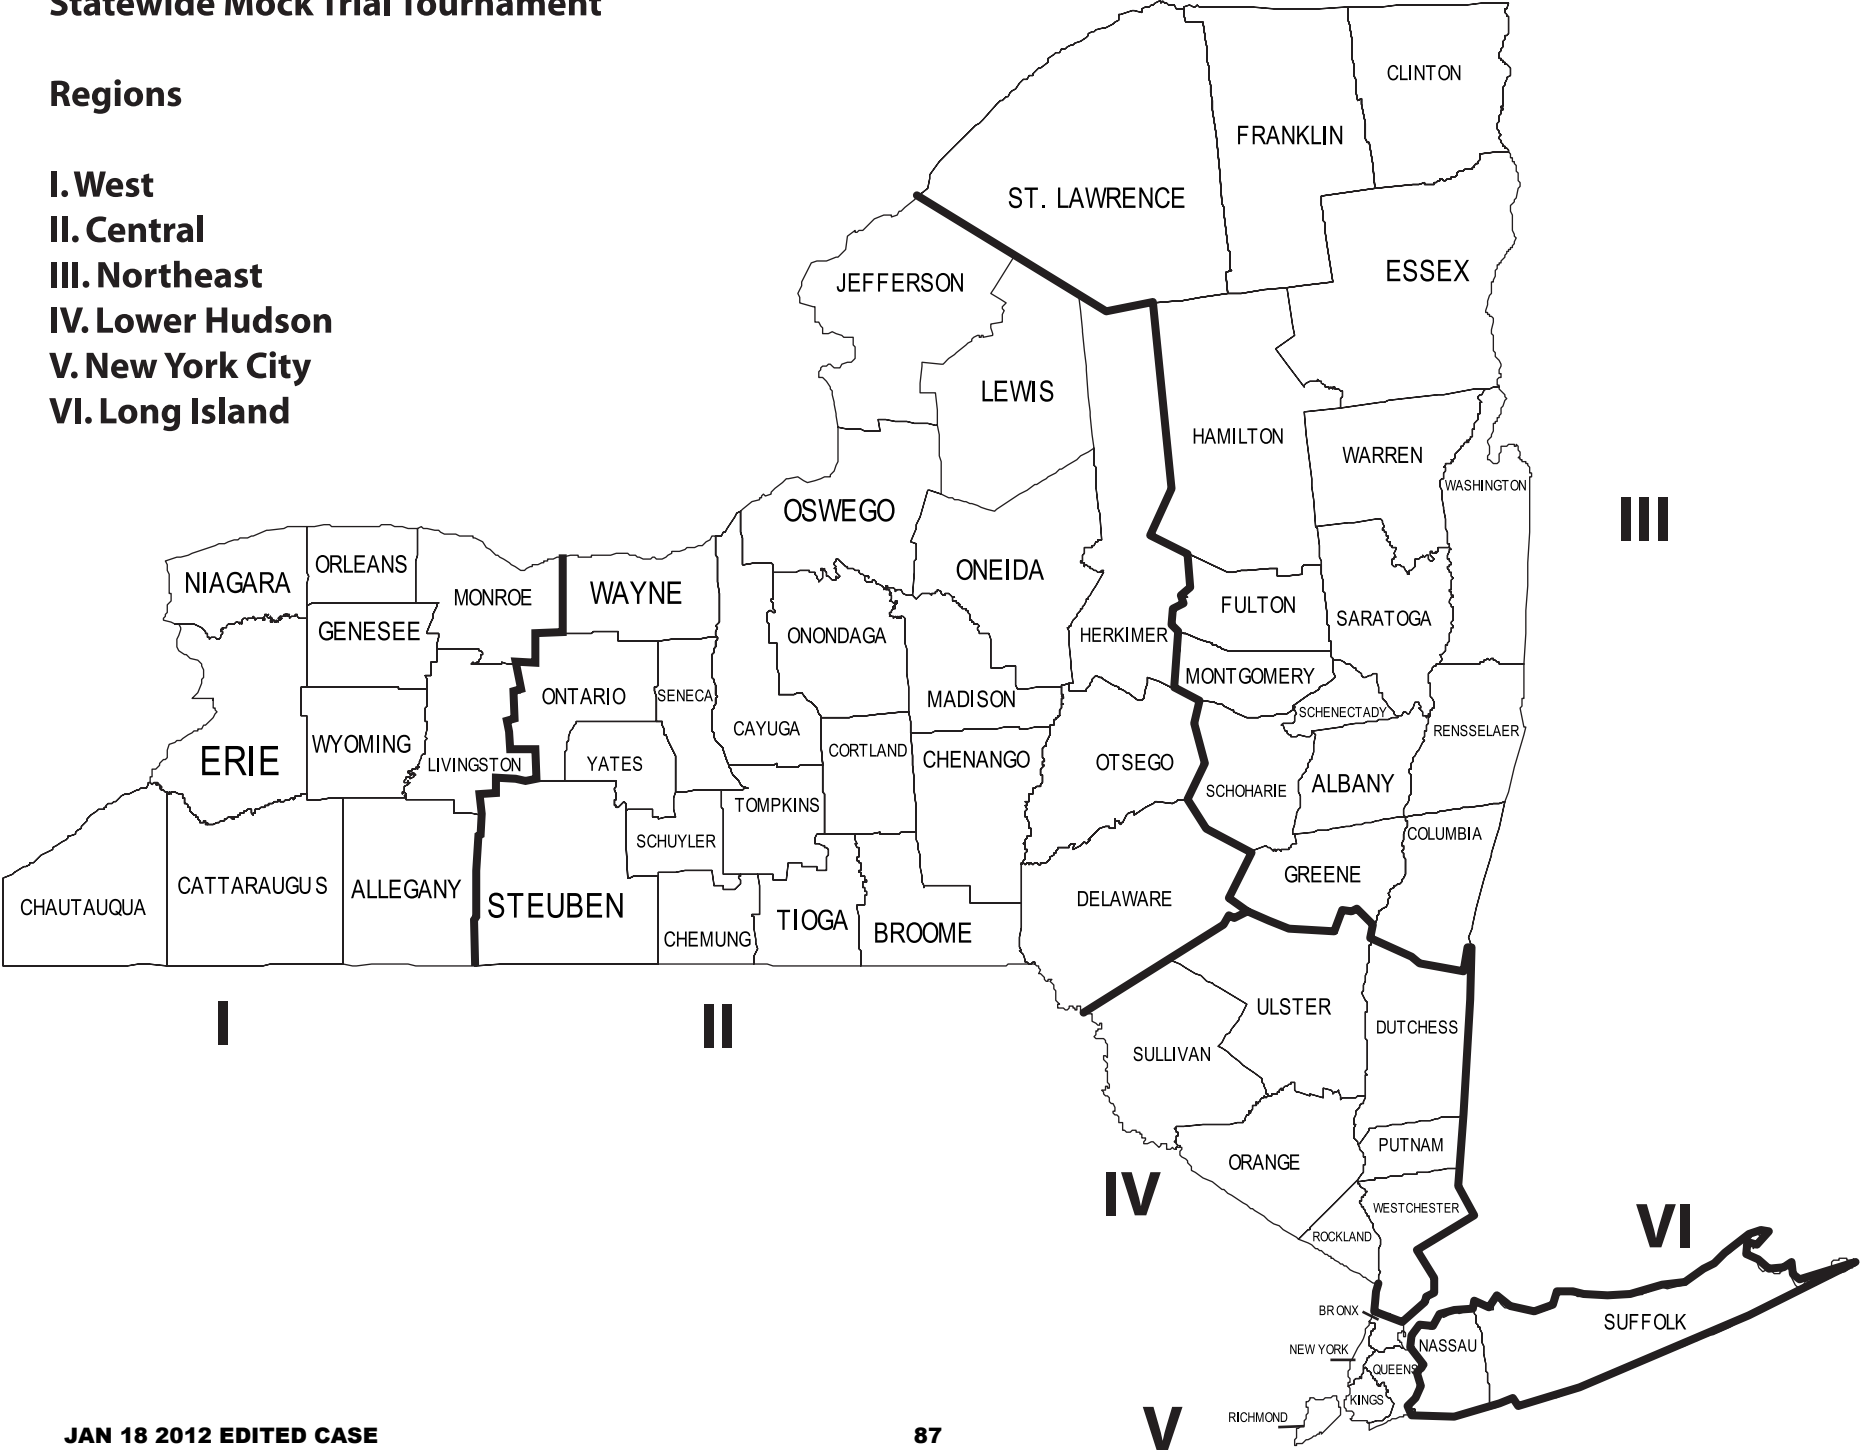 Statewide Mock Trial Tournament
Regions
I. West
II. Central
III. Northeast
IV. Lower Hudson
V. New York City
VI. Long Island
CLINTON
FRANKLIN
ST. LAWRENCE
ESSEX
JEFFERSON
LEWIS
HAMILTON
WARREN
WASHINGTON
OSWEGO
III
ONEIDA
ORLEANS
NIAGARA
MONROE
WAYNE
FULTON
SARATOGA
GENESEE
ONONDAGA
HERKIMER
MONTGOMERY
ONTARIO
SENECA
MADISON
SCHENECTADY
CAYUGA
RENSSELAER
WYOMING
CORTLAND
CHENANGO
OTSEGO
ERIE
LIVINGSTON
YATES
ALBANY
SCHOHARIE
TOMPKINS
COLUMBIA
SCHUYLER
GREENE
CATTARAUGUS
ALLEGANY
DELAWARE
CHAUTAUQUA
STEUBEN
TIOGA
BROOME
CHEMUNG
I
II
ULSTER
DUTCHESS
SULLIVAN
PUTNAM
ORANGE
IV
WESTCHESTER
ROCKLAND
VI
BRONX
SUFFOLK
NEW YORK
NASSAU
QUEENS
KINGS
RICHMOND
V
JAN 18 2012 EDITED CASE
87